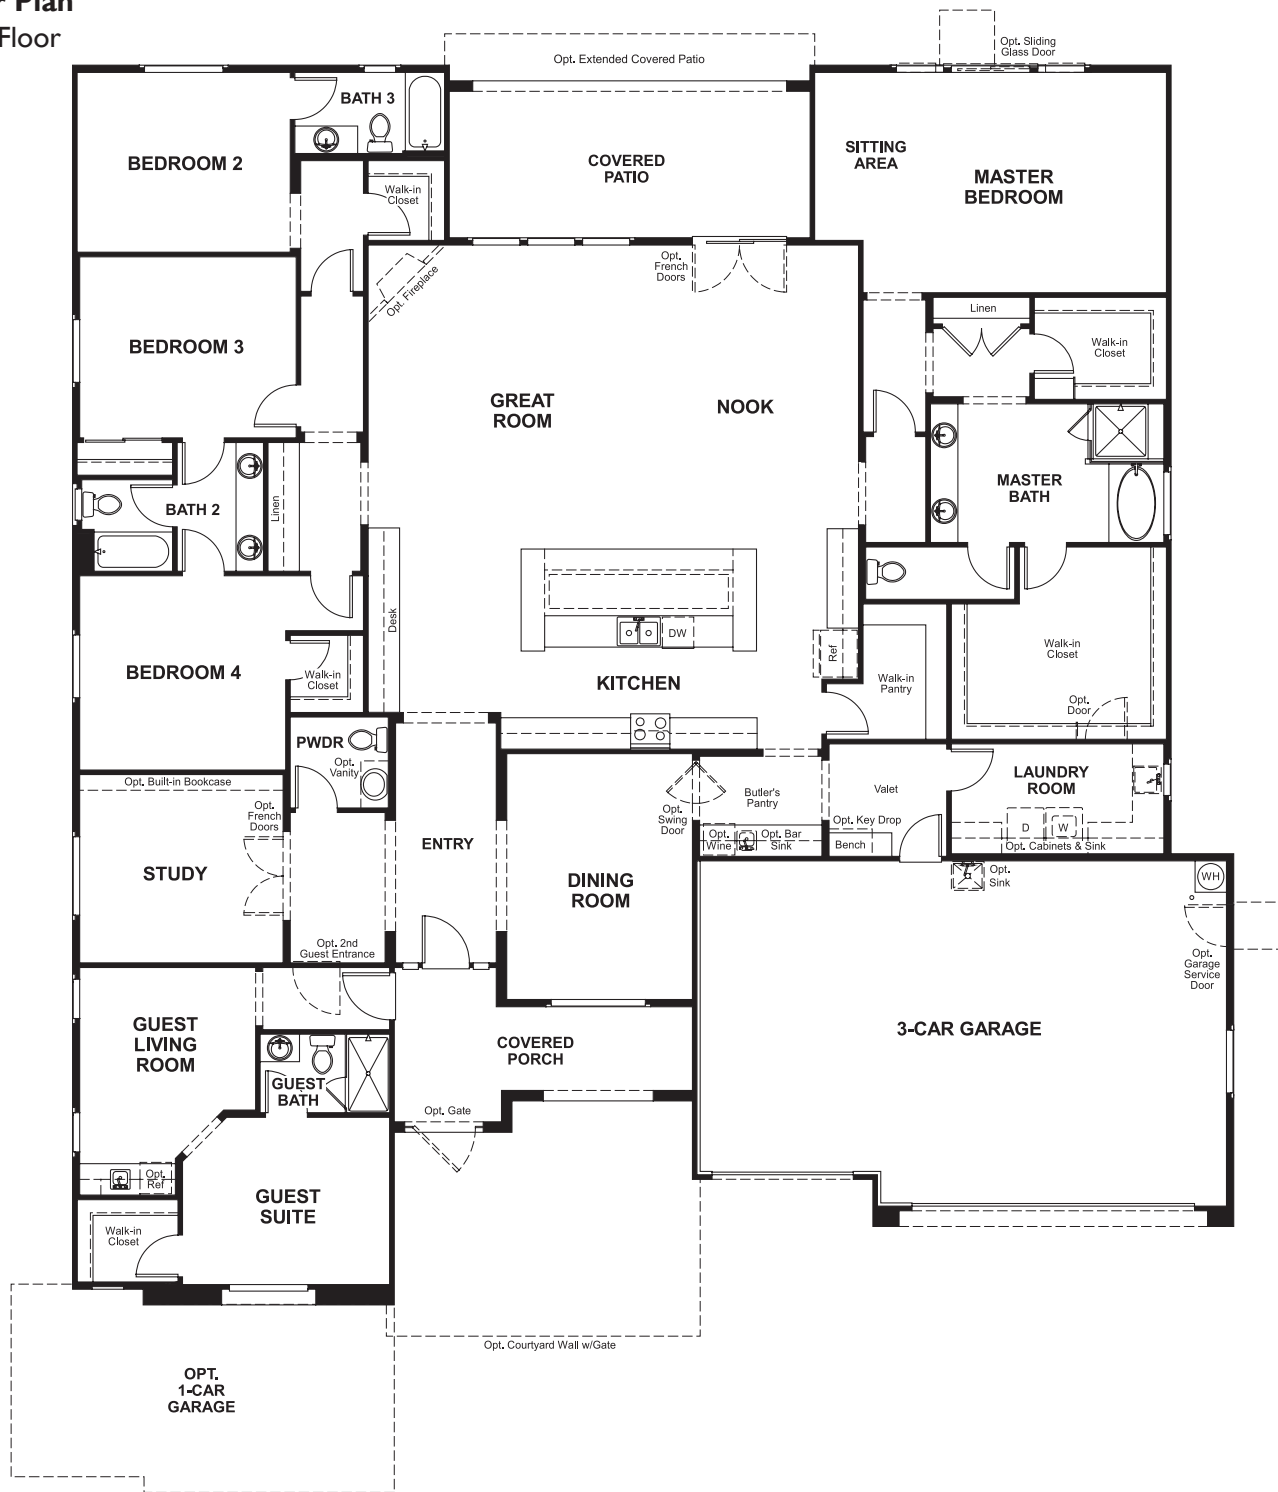 Plan
Floor
Opt. Sliding
Glass Door
Opt. Extended Covered Patio
BATH 3
BEDROOM 2
COVERED
PATIO
SITTING
AREA
MASTER
BEDROOM
Walk-in
Closet
Opt. Fireplace
Opt.
French
Doors
Linen
Walk-in
Closet
BEDROOM 3
GREAT
ROOM
NOOK
MASTER
BATH
BATH 2
Linen
Desk
DW
Ref
BEDROOM 4
Walk-in
Closet
KITCHEN
Walk-in
Pantry
Walk-in
Closet
Opt.
Door
PWDR
Opt.
Vanity
Opt. Built-in Bookcase
Opt.
French
Doors
STUDY
ENTRY
DINING
ROOM
Opt.
Swing
Door
Butler's
Pantry
Opt.
Wine
Opt. Bar
Sink
Valet
Opt. Key Drop
Bench
LAUNDRY
ROOM
D
W
Opt. Cabinets & Sink
Opt.
Sink
WH
Opt. 2nd
Guest Entrance
Opt.
Garage
Service
Door
GUEST
LIVING
ROOM
COVERED
PORCH
3-CAR GARAGE
GUEST
BATH
Opt. Gate
Opt.
Ref
GUEST
SUITE
Walk-in
Closet
Opt. Courtyard Wall w/Gate
OPT.
1-CAR
GARAGE